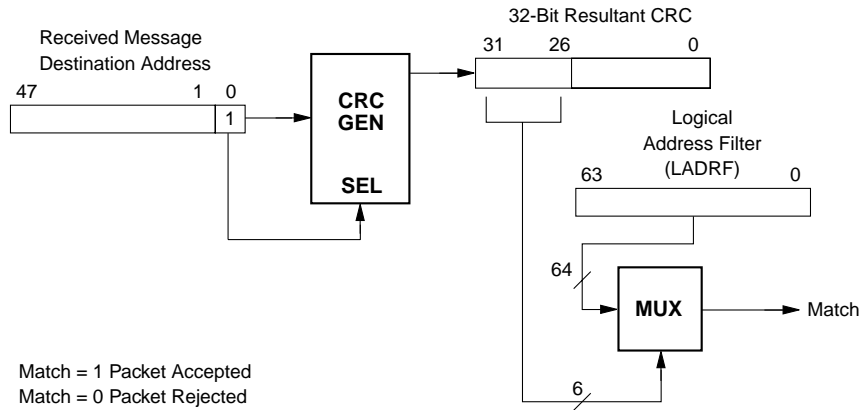 32-Bit Resultant CRC
Received Message
Destination Address
31 26 0
47 1 0
1
CRC
GEN
SEL
Logical
Address Filter
(LADRF)
63 0
64
MUX
Match
6
Match = 1 Packet Accepted
Match = 0 Packet Rejected